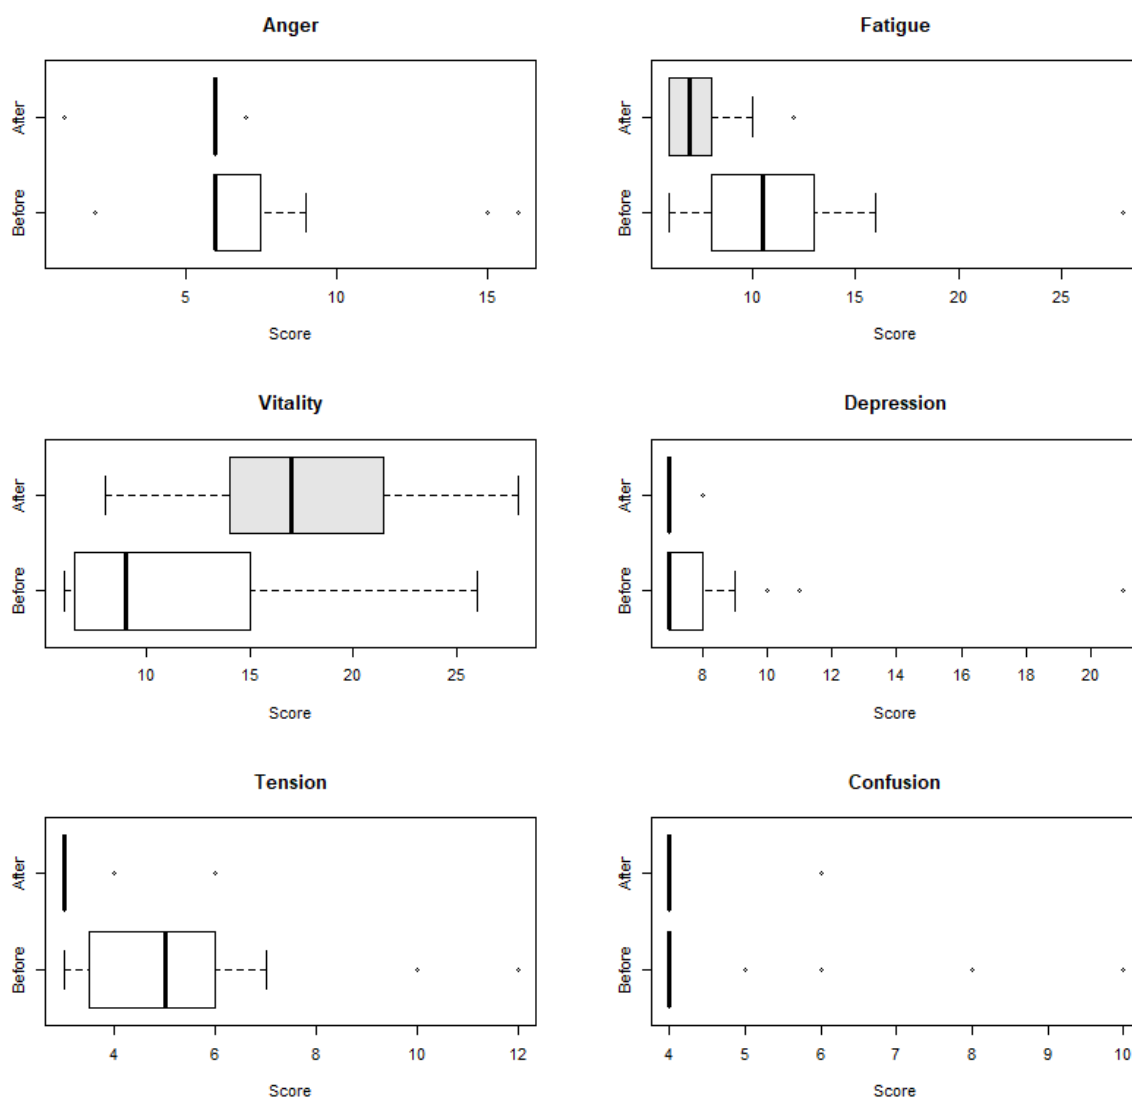 Anger
After
Before
5 10 15
Score
Fatigue
After
Before
10 15 20 25
Score
Vitality
After
Before
10 15 20 25
Score
Depression
After
Before
8 10 12 14 16 18 20
Score
Tension
After
Before
4 6 8 10 12
Score
Confusion
After
Before
4 5 6 7 8 9 10
Score